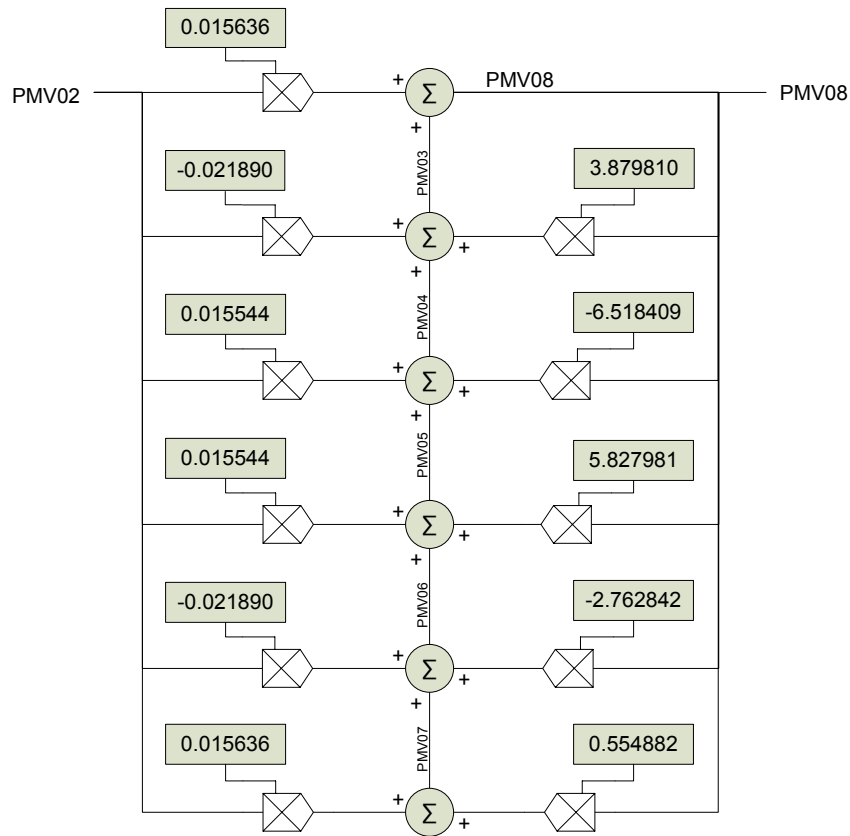 0.015636
PMV02
+
Σ
PMV08
PMV08
+
PMV03
-0.021890
3.879810
+
Σ
+
+
PMV04
0.015544
-6.518409
+
Σ
+
+
PMV05
0.015544
5.827981
+
Σ
+
+
PMV06
-0.021890
-2.762842
+
Σ
+
+
PMV07
0.015636
0.554882
+
Σ
+